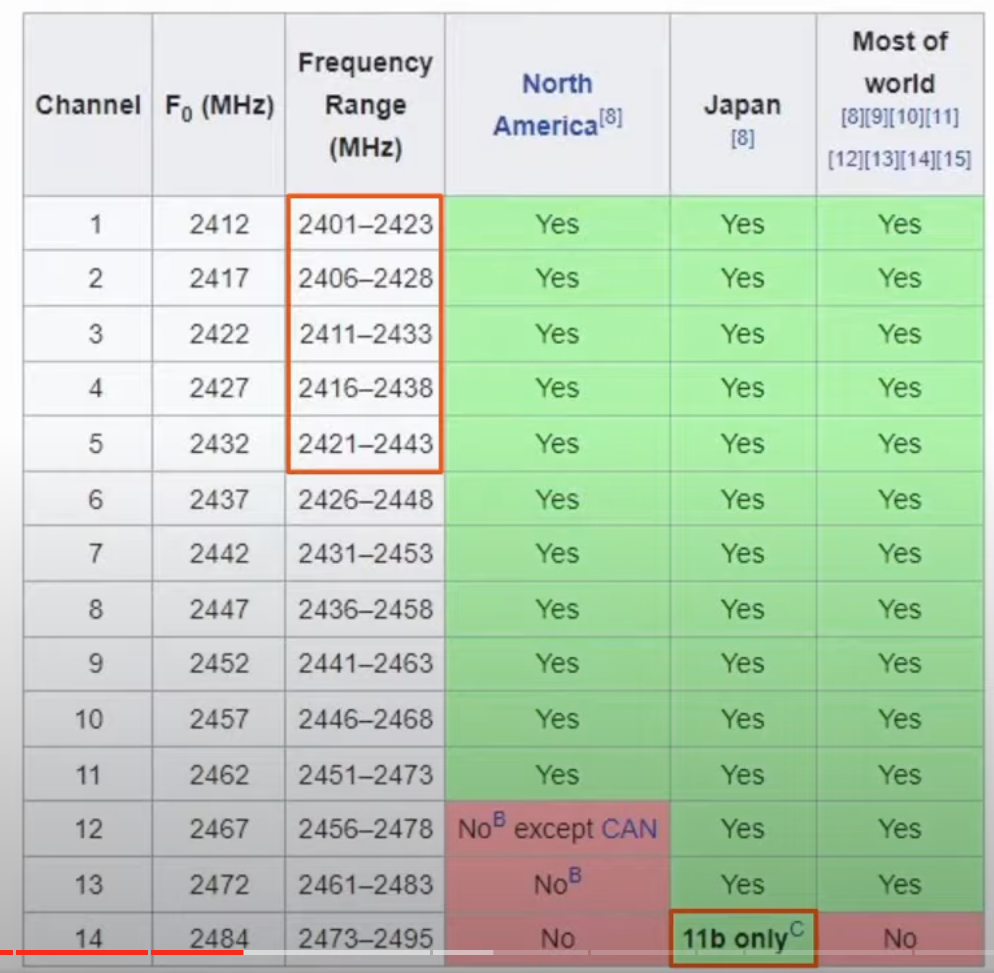 Channel F0 (MHz) Frequency Range (MHz) North America[8] Japan [8] Most of world [8][9][10][11] [12][13][14][15]
1 2412 2401–2423 Yes Yes Yes
2 2417 2406–2428 Yes Yes Yes
3 2422 2411–2433 Yes Yes Yes
4 2427 2416–2438 Yes Yes Yes
5 2432 2421–2443 Yes Yes Yes
6 2437 2426–2448 Yes Yes Yes
7 2442 2431–2453 Yes Yes Yes
8 2447 2436–2458 Yes Yes Yes
9 2452 2441–2463 Yes Yes Yes
10 2457 2446–2468 Yes Yes Yes
11 2462 2451–2473 Yes Yes Yes
12 2467 2456–2478 NoB except CAN Yes Yes
13 2472 2461–2483 NoB Yes Yes
14 2484 2473–2495 No 11b onlyC No